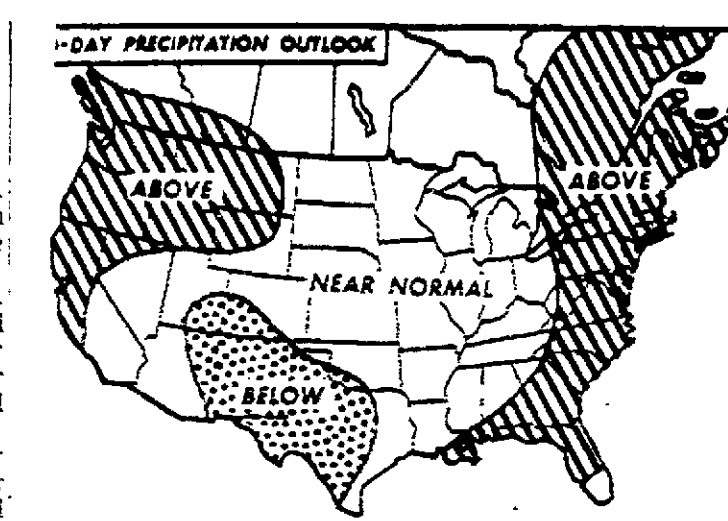 -DAY PRECIPITATION OUTLOOK
ABOVE
ABOVE
NEAR NORMAL
BELOW